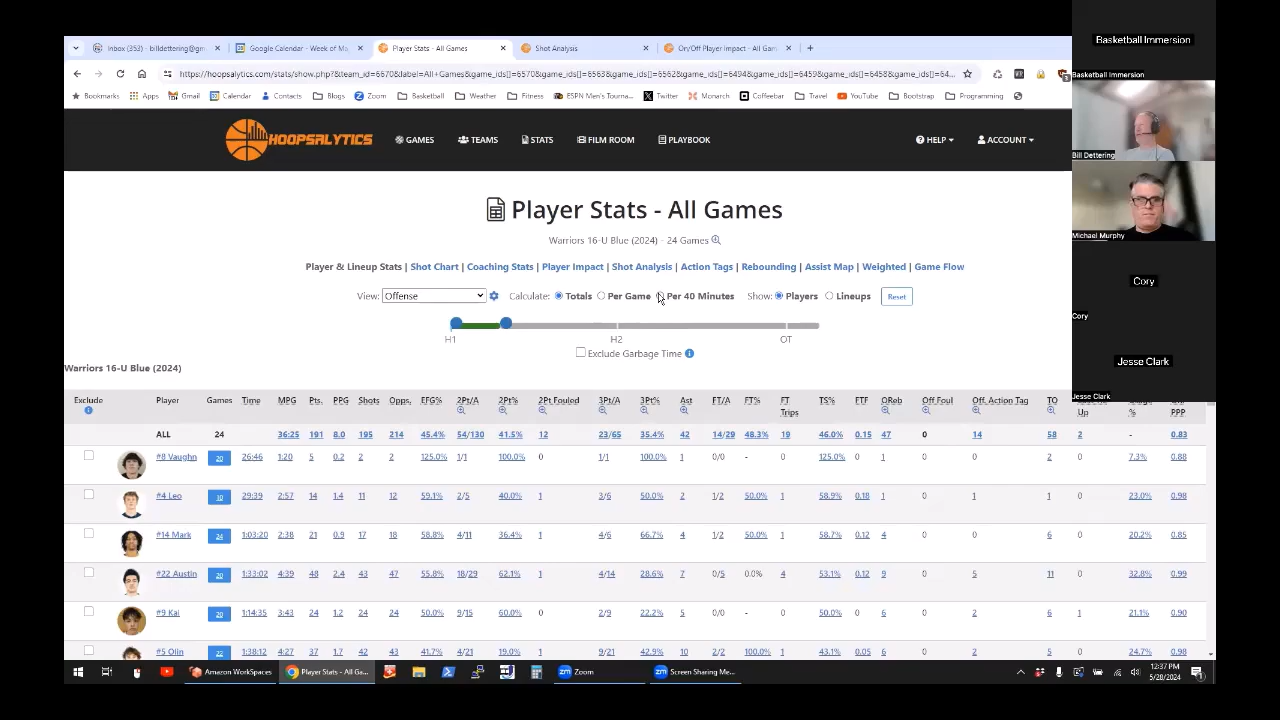 Inbox (353) - billdettering@gm
Google Calendar - Week of Ma
Player Stats - All Games
Shot Analysis
On/Off Player Impact - All Gam
https://hoopsalytics.com/stats/show.php?team_id=6670&label=All+Games&game_ids[]=6570&game_ids[]=6563&game_ids[]=6562&game_ids[]=6494&game_ids[]=6459&game_ids[]=6458&game_ids[]=64...
Bookmarks Apps Gmail Calendar Contacts Blogs Zoom Basketball Weather Fitness ESPN Men's Tourna... Twitter Monarch Coffeebar Travel YouTube Bootstrap Programming
HOOPSALYTICS GAMES TEAMS STATS FILM ROOM PLAYBOOK HELP ACCOUNT
Player Stats - All Games
Warriors 16-U Blue (2024) - 24 Games
Player & Lineup Stats | Shot Chart | Coaching Stats | Player Impact | Shot Analysis | Action Tags | Rebounding | Assist Map | Weighted | Game Flow
View: Offense Calculate: Totals Per Game Per 40 Minutes Show: Players Lineups Reset
H1 H2 OT
Exclude Garbage Time
Warriors 16-U Blue (2024)
Exclude Player Games Time MPG Pts. PPG Shots Opps. EFG% 2Pt/A 2Pt% 2Pt Fouled 3Pt/A 3Pt% Ast FT/A FT% FT Trips TS% FTF OReb Off Foul Off. Action Tag TO Up % PPP
ALL 24 36:25 191 8.0 195 214 45.4% 54/130 41.5% 12 23/65 35.4% 42 14/29 48.3% 19 46.0% 0.15 47 0 14 58 2 - 0.83
#8 Vaughn 20 26:46 1:20 5 0.2 2 2 125.0% 1/1 100.0% 0 1/1 100.0% 1 0/0 - 0 125.0% 0 1 0 0 2 0 7.3% 0.88
#4 Leo 10 29:39 2:57 14 1.4 11 12 59.1% 2/5 40.0% 1 3/6 50.0% 2 1/2 50.0% 1 58.9% 0.18 1 0 1 1 0 23.0% 0.98
#14 Mark 24 1:03:20 2:38 21 0.9 17 18 58.8% 4/11 36.4% 1 4/6 66.7% 4 1/2 50.0% 1 58.7% 0.12 4 0 0 6 0 20.2% 0.85
#22 Austin 20 1:33:02 4:39 48 2.4 43 47 55.8% 18/29 62.1% 1 4/14 28.6% 7 0/5 0.0% 4 53.1% 0.12 9 0 5 11 0 32.8% 0.99
#9 Kai 20 1:14:35 3:43 24 1.2 24 24 50.0% 9/15 60.0% 0 2/9 22.2% 5 0/0 - 0 50.0% 0 6 0 2 6 1 21.1% 0.90
#5 Olin 22 1:38:12 4:27 37 1.7 42 43 41.7% 4/21 19.0% 1 9/21 42.9% 10 2/2 100.0% 1 43.1% 0.05 6 0 2 5 0 24.7% 0.98
Basketball Immersion
Basketball Immersion
Bill Dettering
Michael Murphy
Cory
Cory
Jesse Clark
Jesse Clark
Amazon WorkSpaces
Player Stats - All Ga...
Zoom
Screen Sharing Me...
12:37 PM
5/28/2024